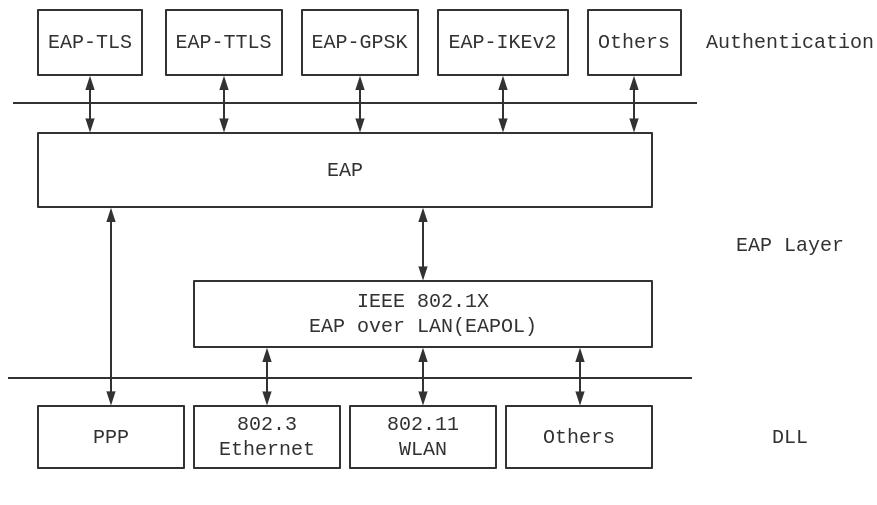 EAP-TLS
EAP-TTLS
EAP-GPSK
EAP-IKEv2
Others
Authentication
EAP
EAP Layer
IEEE 802.1X
EAP over LAN(EAPOL)
PPP
802.3
Ethernet
802.11
WLAN
Others
DLL